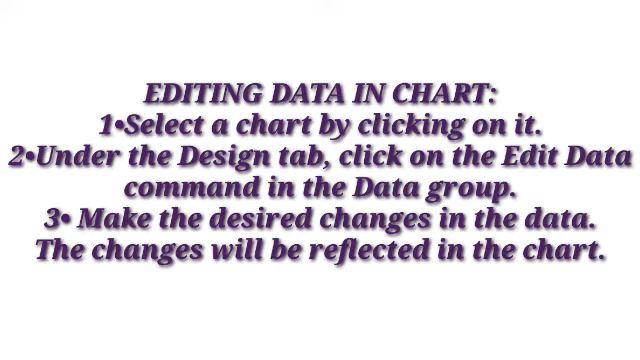 EDITING DATA IN CHART:
1•Select a chart by clicking on it.
2•Under the Design tab, click on the Edit Data
command in the Data group.
3• Make the desired changes in the data.
The changes will be reflected in the chart.